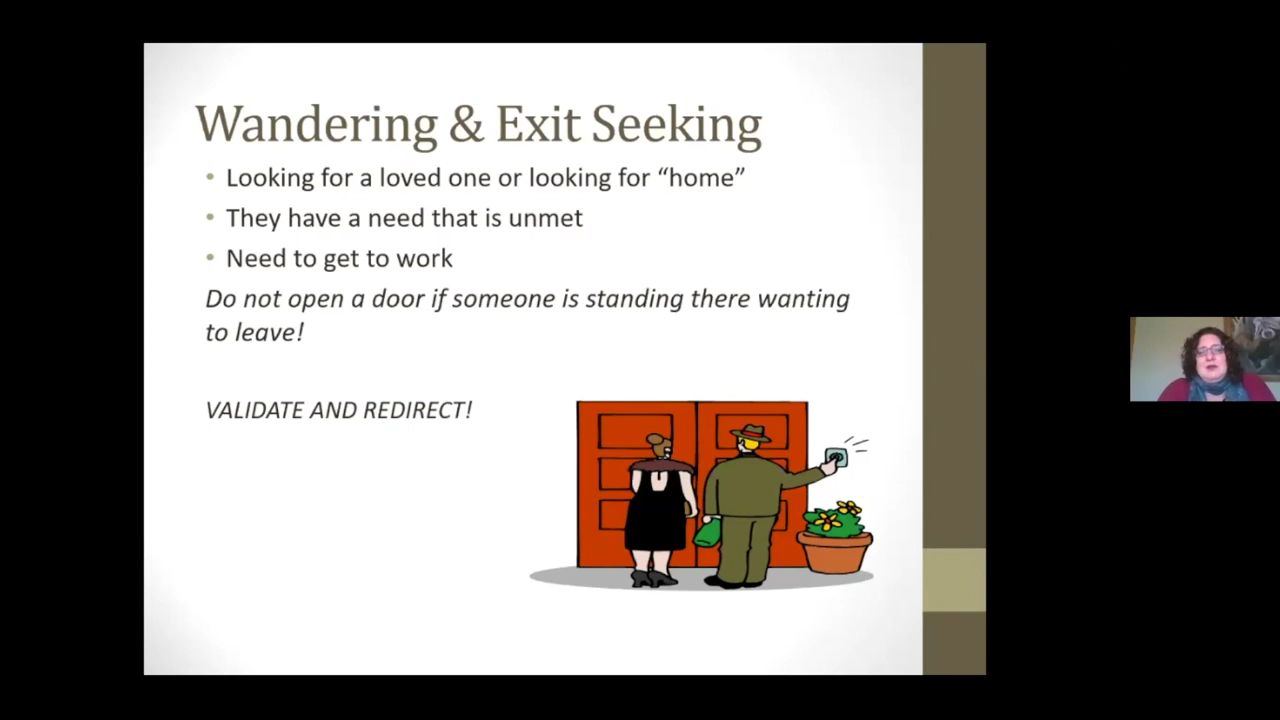 Wandering & Exit Seeking
• Looking for a loved one or looking for “home”
• They have a need that is unmet
• Need to get to work
Do not open a door if someone is standing there wanting
to leave!
VALIDATE AND REDIRECT!